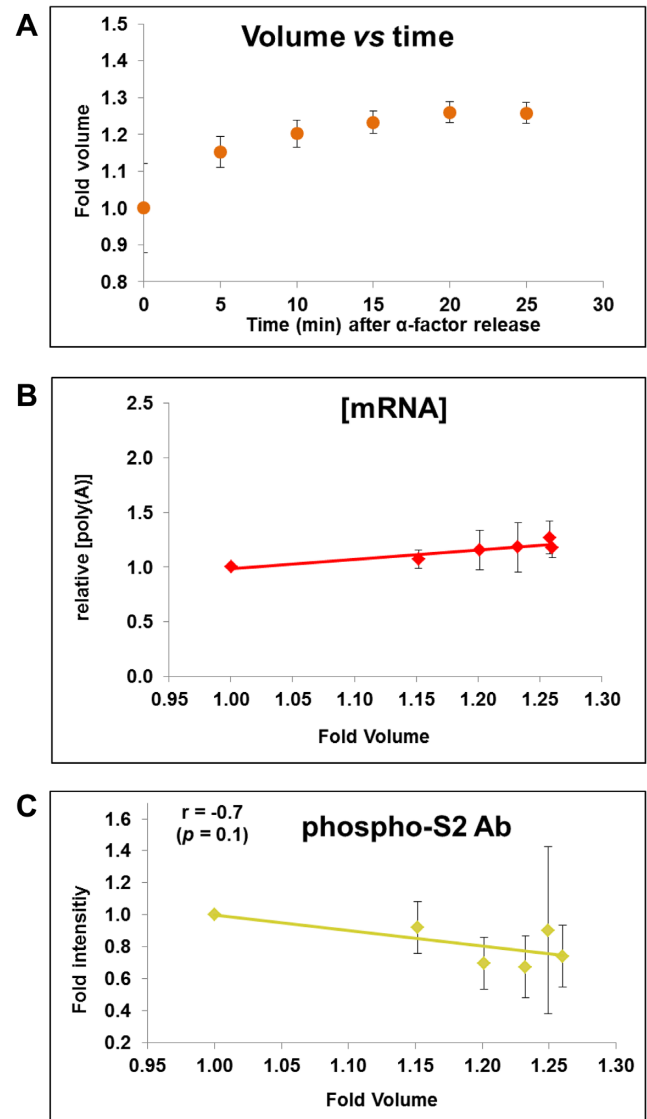 A
Volume vs time
1.5
1.4
1.3
1.2
1.1
1.0
0.9
0.8
Fold volume
0 5 10 15 20 25 30
Time (min) after α-factor release
B
[mRNA]
2.5
2.0
1.5
1.0
0.5
0.0
relative [poly(A)]
0.95 1.00 1.05 1.10 1.15 1.20 1.25 1.30
Fold Volume
C
r = -0.7
(p = 0.1)
phospho-S2 Ab
1.6
1.4
1.2
1.0
0.8
0.6
0.4
0.2
Fold intensitiy
0.95 1.00 1.05 1.10 1.15 1.20 1.25 1.30
Fold Volume